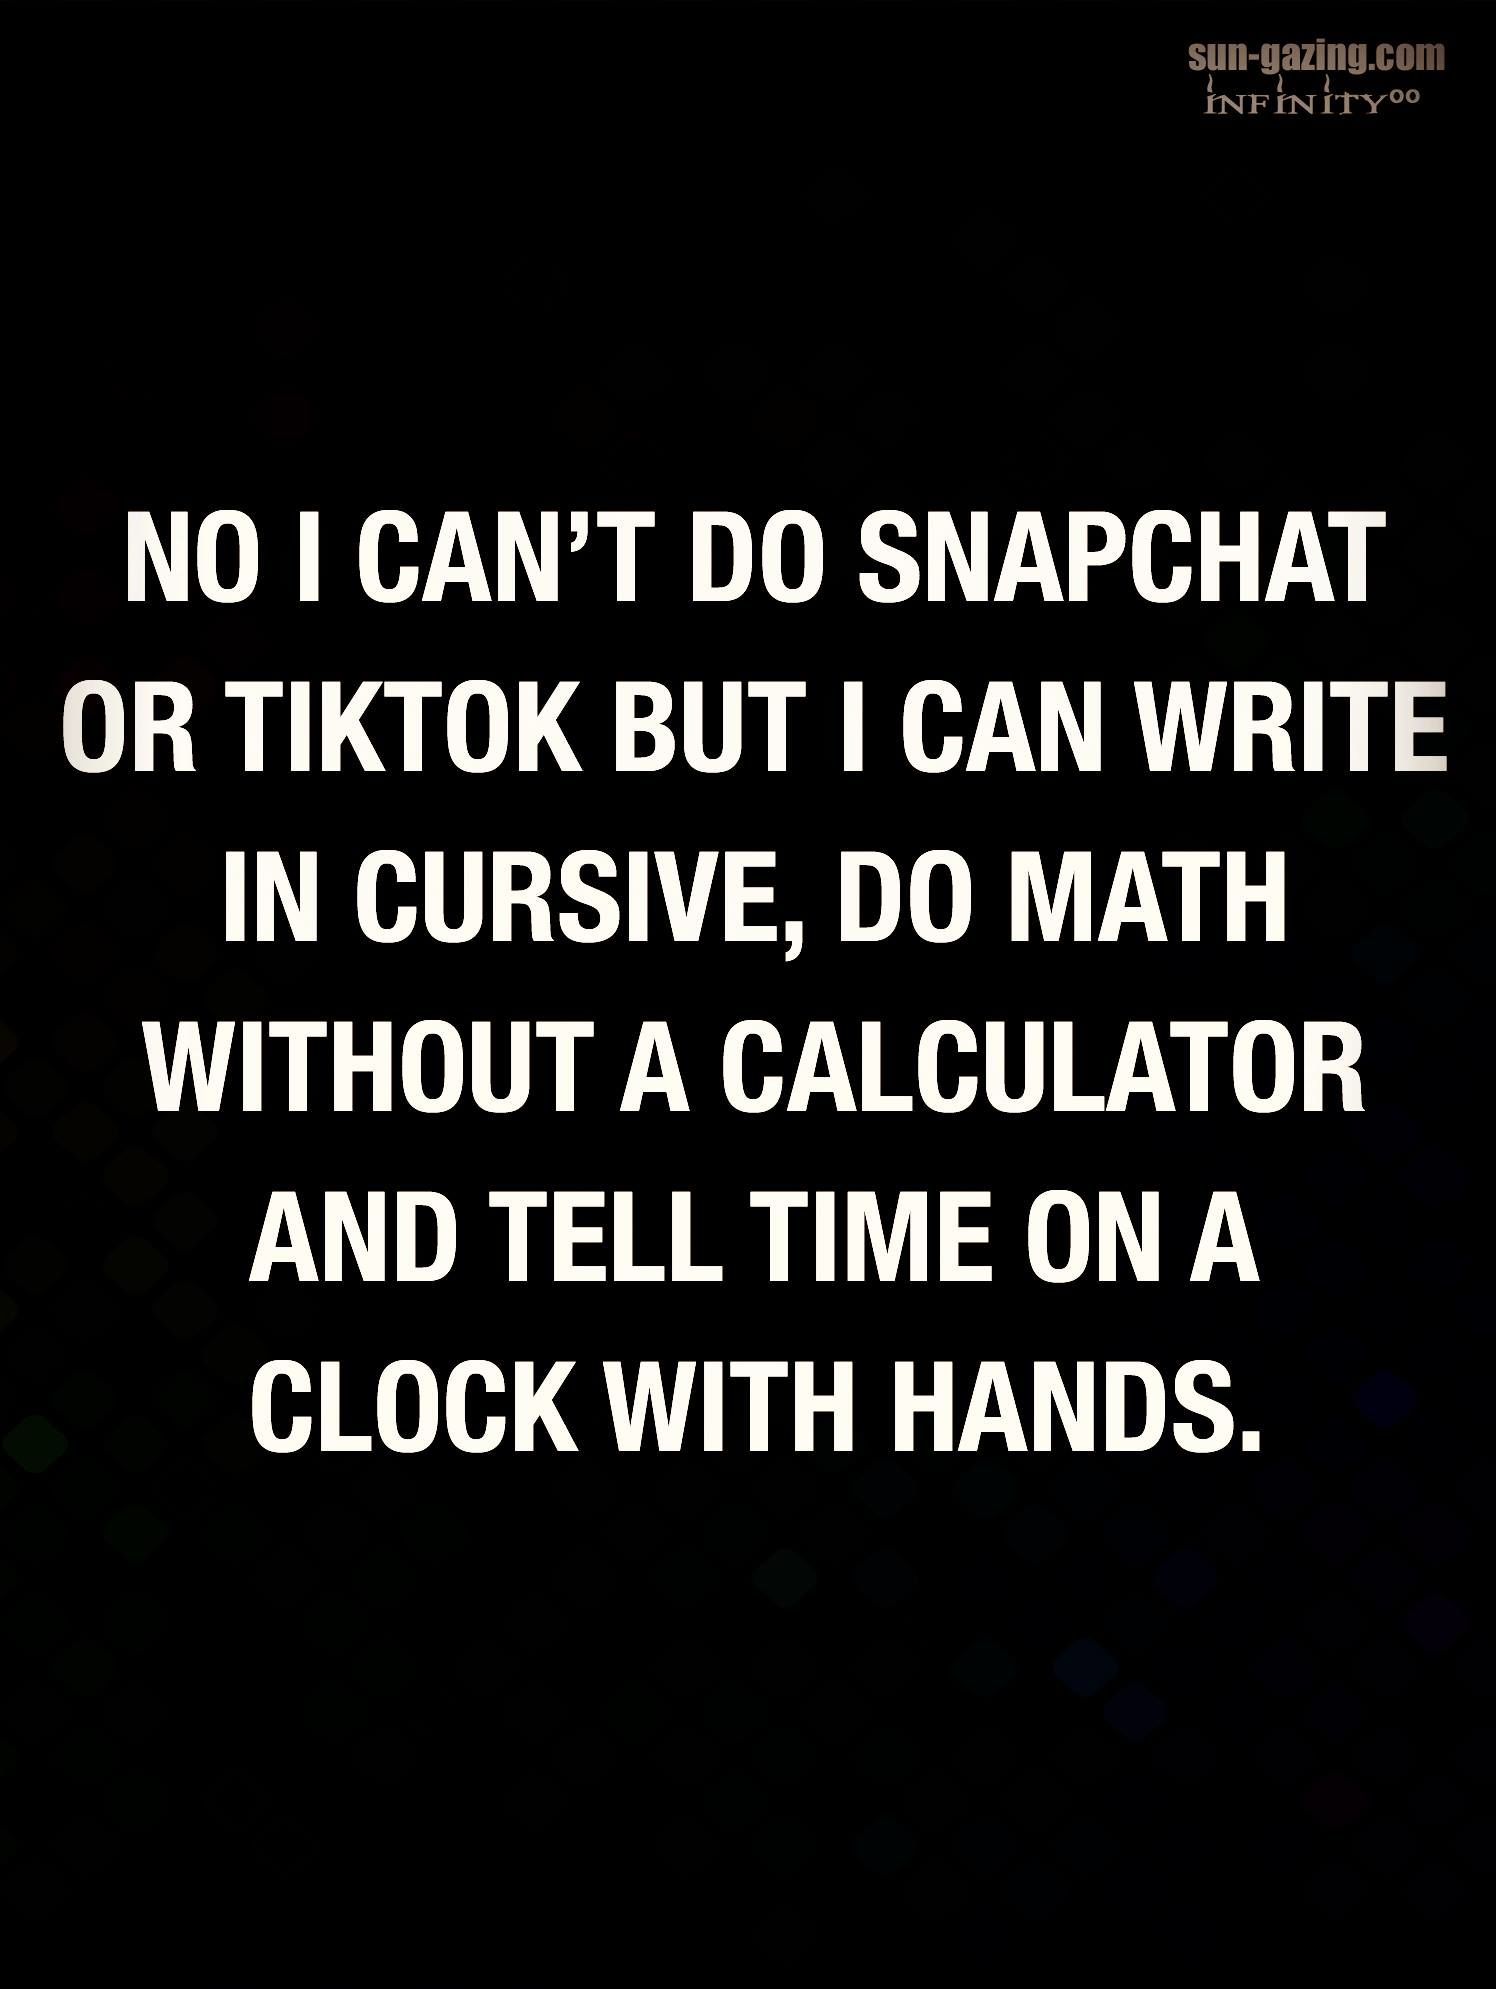 sun-gazing.com
INFINITY∞
NO I CAN’T DO SNAPCHAT
OR TIKTOK BUT I CAN WRITE
IN CURSIVE, DO MATH
WITHOUT A CALCULATOR
AND TELL TIME ON A
CLOCK WITH HANDS.